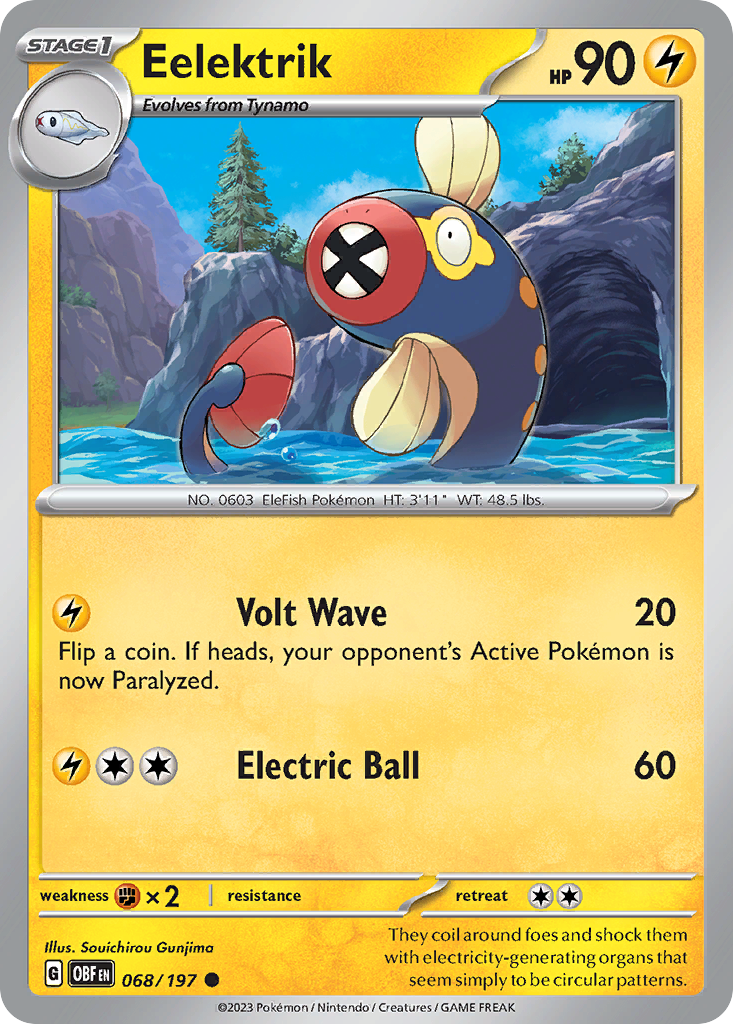 STAGE1
Eelektrik
HP 90
Evolves from Tynamo
NO. 0603 EleFish Pokémon HT: 3'11" WT: 48.5 lbs.
Volt Wave 20
Flip a coin. If heads, your opponent's Active Pokémon is
now Paralyzed.
Electric Ball 60
weakness ×2 resistance retreat
Illus. Souichirou Gunjima
G OBF EN 068/197
They coil around foes and shock them
with electricity-generating organs that
seem simply to be circular patterns.
©2023 Pokémon / Nintendo / Creatures / GAME FREAK